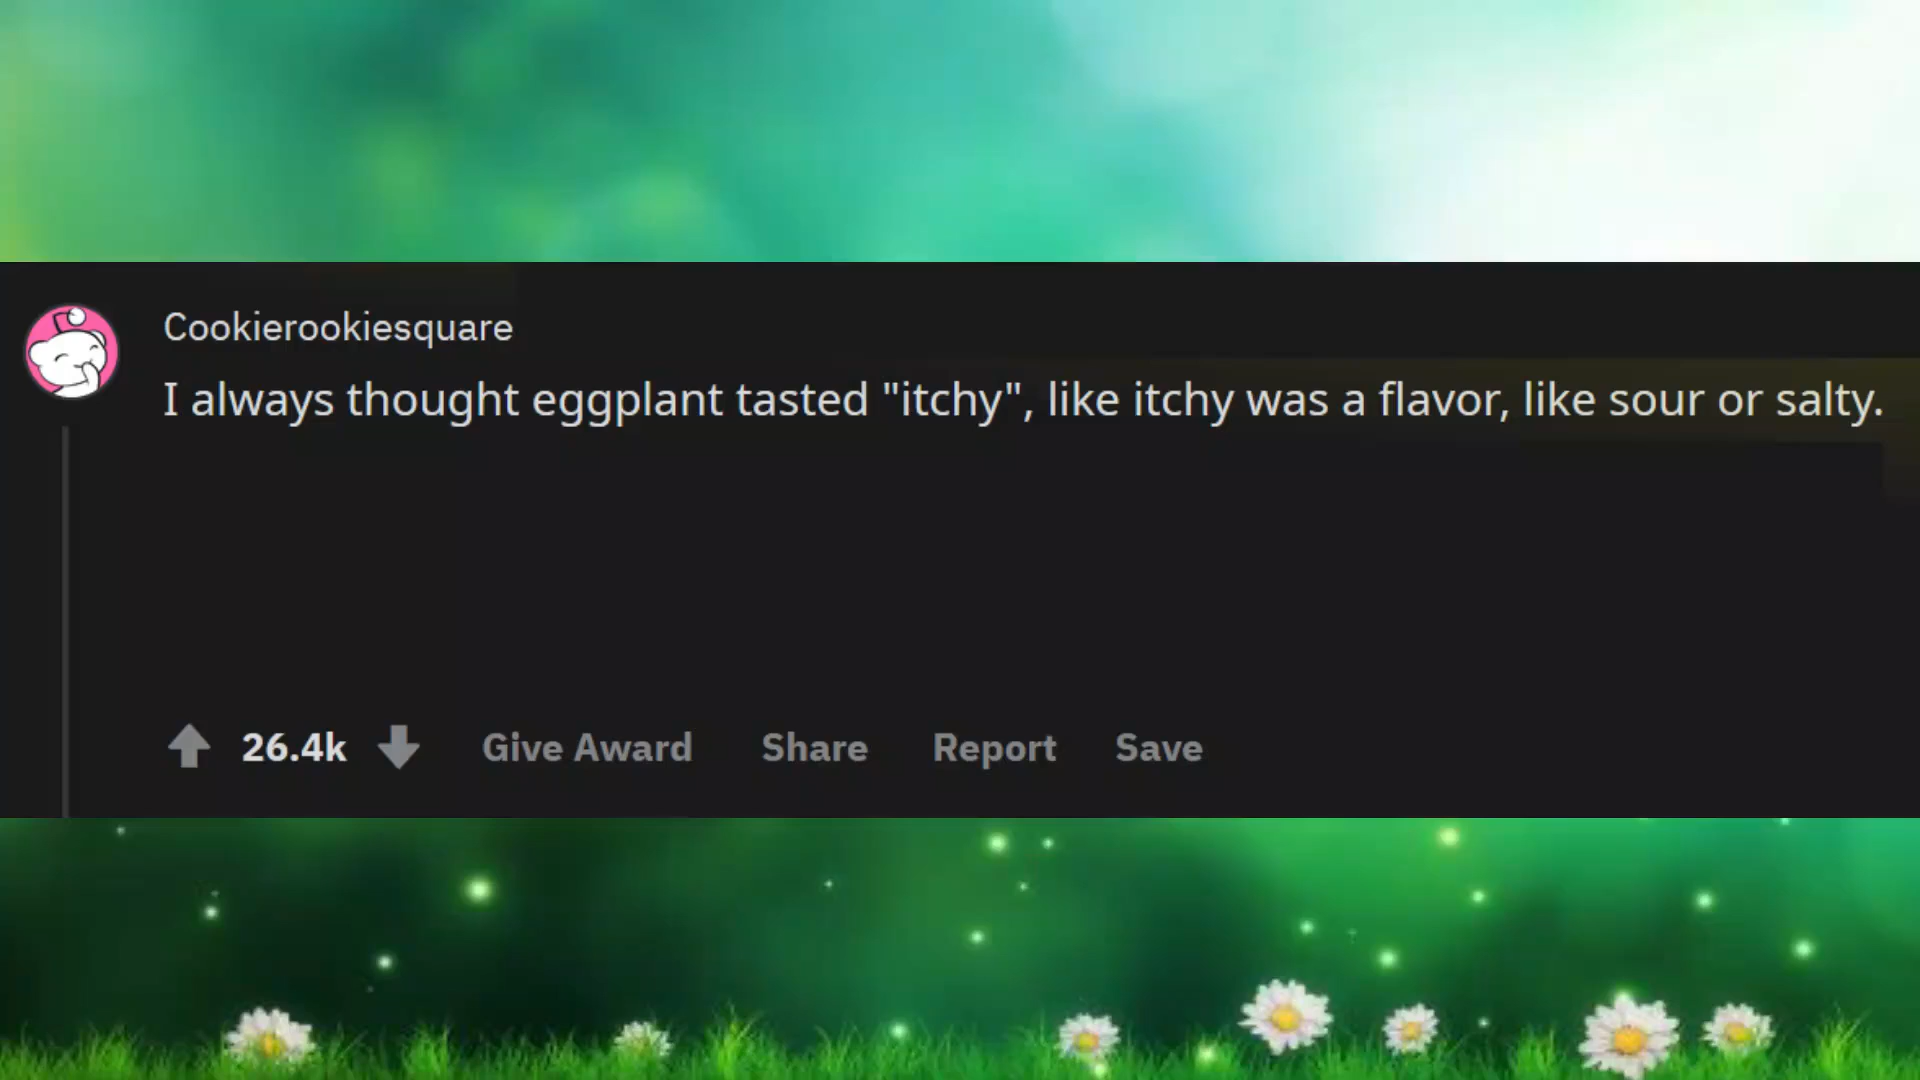 Cookierookiesquare
I always thought eggplant tasted "itchy", like itchy was a flavor, like sour or salty.
26.4k Give Award Share Report Save